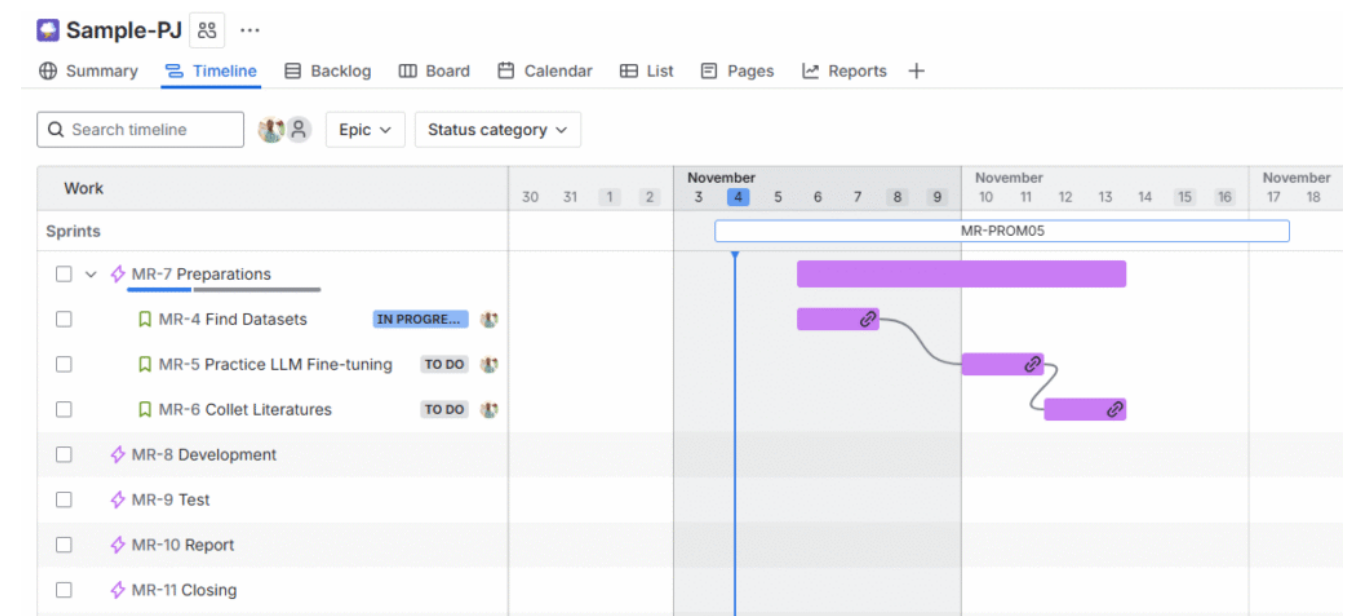 Sample-PJ
Summary Timeline Backlog Board Calendar List Pages Reports
Search timeline Epic Status category
Work
November November November
30 31 1 2 3 4 5 6 7 8 9 10 11 12 13 14 15 16 17 18
Sprints MR-PROM05
MR-7 Preparations
MR-4 Find Datasets IN PROGRE...
MR-5 Practice LLM Fine-tuning TO DO
MR-6 Collet Literatures TO DO
MR-8 Development
MR-9 Test
MR-10 Report
MR-11 Closing